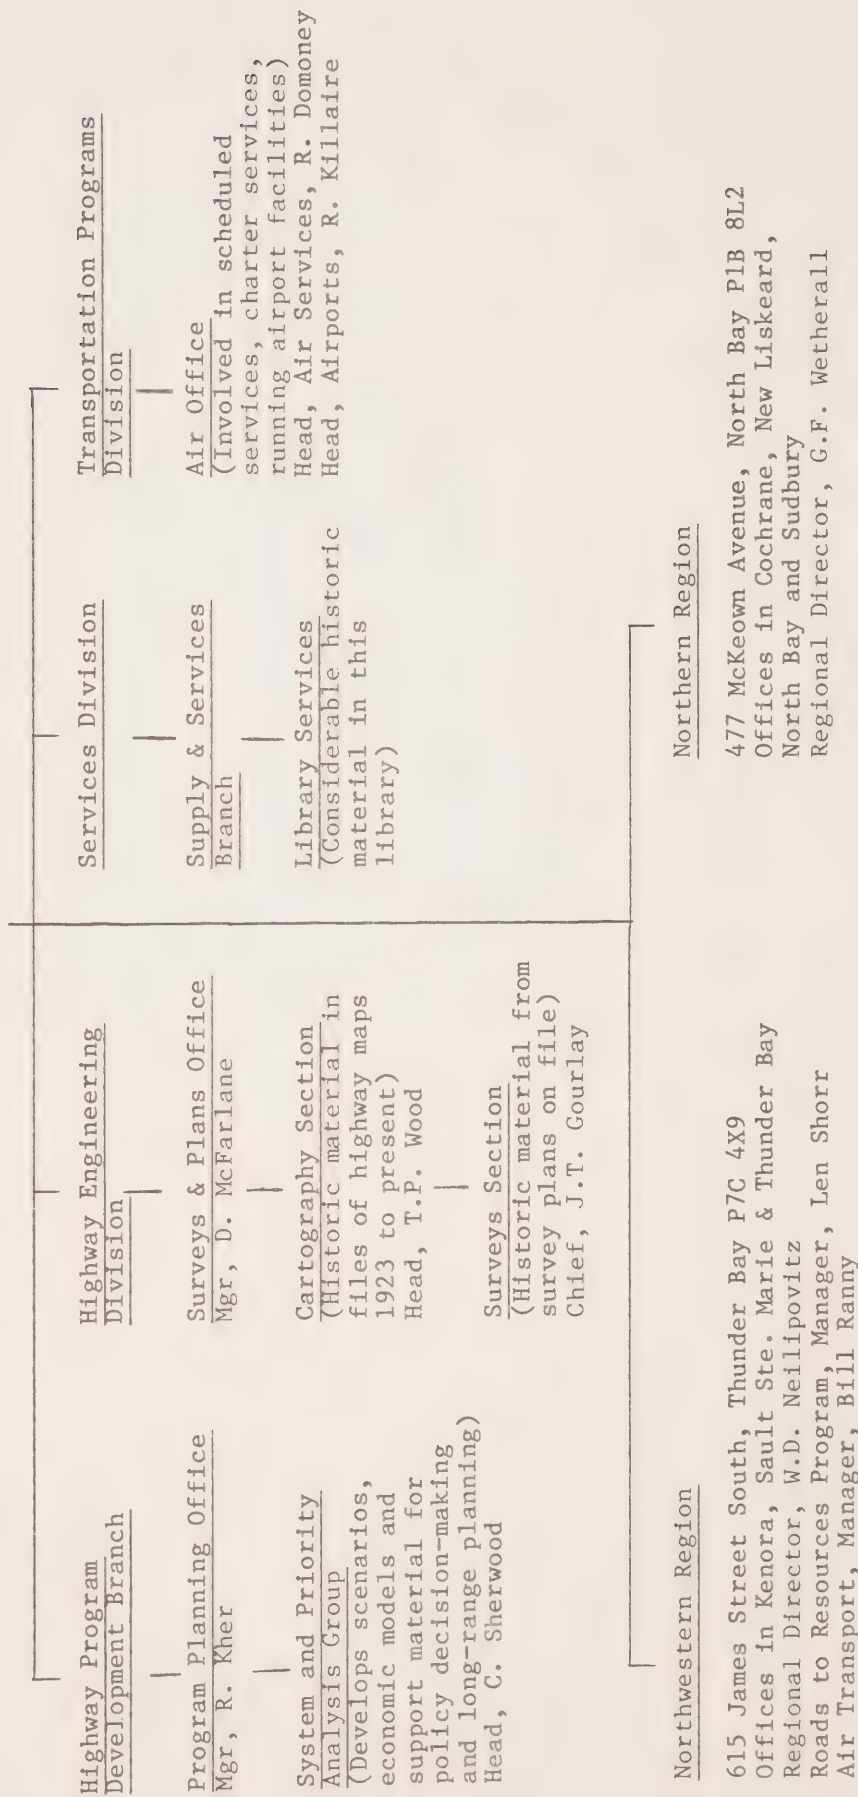 Highway Program
Development Branch
Program Planning Office
Mgr, R. Kher
System and Priority
Analysis Group
(Develops scenarios,
economic models and
support material for
policy decision-making
and long-range planning)
Head, C. Sherwood
Highway Engineering
Division
Surveys & Plans Office
Mgr, D. McFarlane
Cartography Section
(Historic material in
files of highway maps
1923 to present)
Head, T.P. Wood
Surveys Section
(Historic material from
survey plans on file)
Chief, J.T. Gourlay
Services Division
Supply & Services
Branch
Library Services
(Considerable historic
material in this
library)
Transportation Programs
Division
Air Office
(Involved in scheduled
services, charter services,
running airport facilities)
Head, Air Services, R. Domoney
Head, Airports, R. Killaire
Northwestern Region
615 James Street South, Thunder Bay P7C 4X9
Offices in Kenora, Sault Ste. Marie & Thunder Bay
Regional Director, W.D. Neilipovitz
Roads to Resources Program, Manager, Len Shorr
Air Transport, Manager, Bill Ranny
Northern Region
477 McKeown Avenue, North Bay P1B 8L2
Offices in Cochrane, New Liskeard,
North Bay and Sudbury
Regional Director, G.F. Wetherall